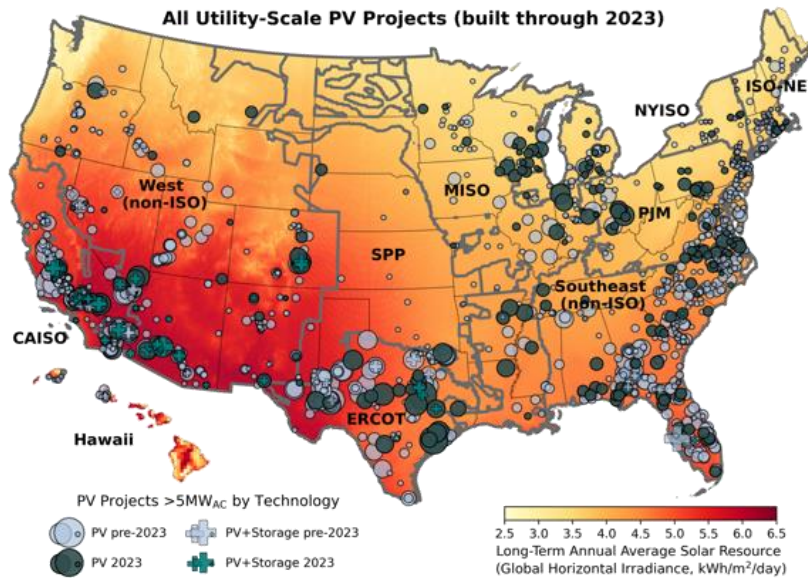 All Utility-Scale PV Projects (built through 2023)
ISO-NE
NYISO
West
(non-ISO)
MISO
PJM
SPP
Southeast
(non-ISO)
CAISO
ERCOT
Hawaii
PV Projects >5MWAC by Technology
PV pre-2023
PV+Storage pre-2023
PV 2023
PV+Storage 2023
2.5 3.0 3.5 4.0 4.5 5.0 5.5 6.0 6.5
Long-Term Annual Average Solar Resource
(Global Horizontal Irradiance, kWh/m²/day)